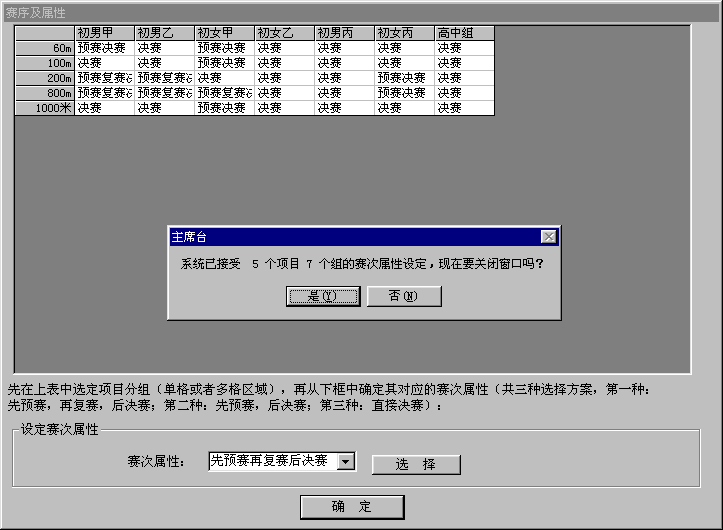 赛序及属性
初男甲 初男乙 初女甲 初女乙 初男丙 初女丙 高中组
60m 预赛决赛 决赛 预赛决赛 决赛 决赛 决赛 决赛
100m 决赛 决赛 预赛决赛 决赛 决赛 决赛 决赛
200m 预赛复赛 预赛复赛 决赛 决赛 决赛 预赛决赛 决赛
800m 预赛复赛 预赛复赛 预赛复赛 决赛 决赛 预赛决赛 决赛
1000米 决赛 决赛 预赛决赛 决赛 决赛 决赛 决赛
主席台
系统已接受 5 个项目 7 个组的赛次属性设定，现在要关闭窗口吗？
是(Y) 否(N)
先在上表中选定项目分组（单格或者多格区域），再从下框中确定其对应的赛次属性（共三种选择方案，第一种：
先预赛，再复赛，后决赛；第二种：先预赛，后决赛；第三种：直接决赛）：
设定赛次属性
赛次属性： 先预赛再复赛后决赛 选 择
确 定